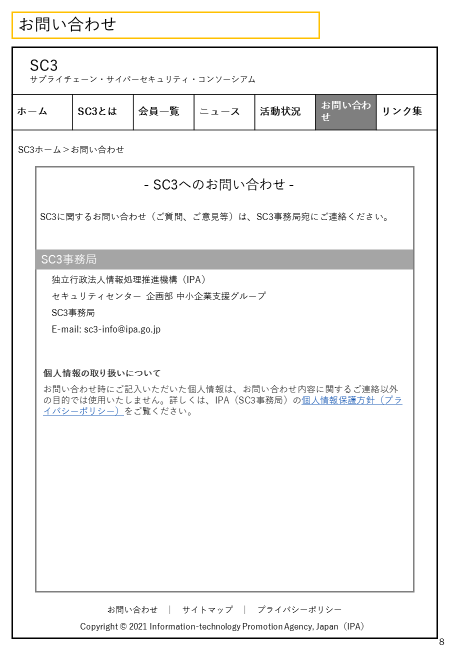 お問い合わせ
SC3
サプライチェーン・サイバーセキュリティ・コンソーシアム
ホーム
SC3とは
会員一覧
ニュース
活動状況
お問い合わ
せ
リンク集
SC3ホーム＞お問い合わせ
- SC3へのお問い合わせ -
SC3に関するお問い合わせ（ご質問、ご意見等）は、SC3事務局宛にご連絡ください。
SC3事務局
独立行政法人情報処理推進機構（IPA）
セキュリティセンター 企画部 中小企業支援グループ
SC3事務局
E-mail: sc3-info@ipa.go.jp
個人情報の取り扱いについて
お問い合わせ時にご記入いただいた個人情報は、お問い合わせ内容に関するご連絡以外
の目的では使用いたしません。詳しくは、IPA（SC3事務局）の個人情報保護方針（プラ
イバシーポリシー）をご覧ください。
お問い合わせ ｜ サイトマップ ｜ プライバシーポリシー
Copyright © 2021 Information-technology Promotion Agency, Japan（IPA）
8